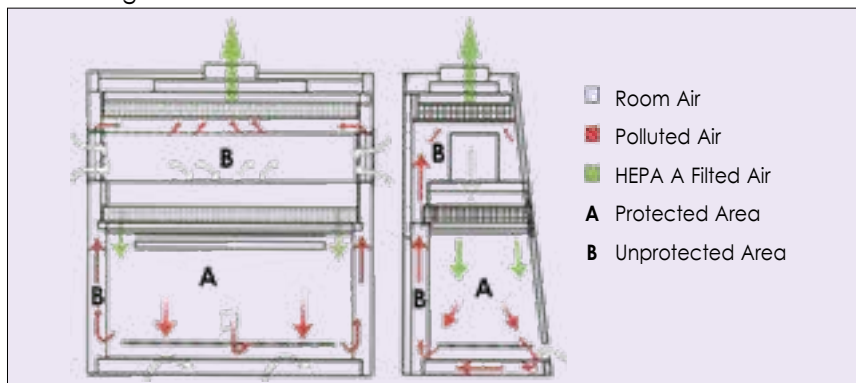 B
B
A
B
B
A
Room Air
Polluted Air
HEPA A Filted Air
A Protected Area
B Unprotected Area